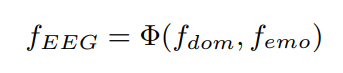 f_{EEG} = Φ(f_{dom}, f_{emo})